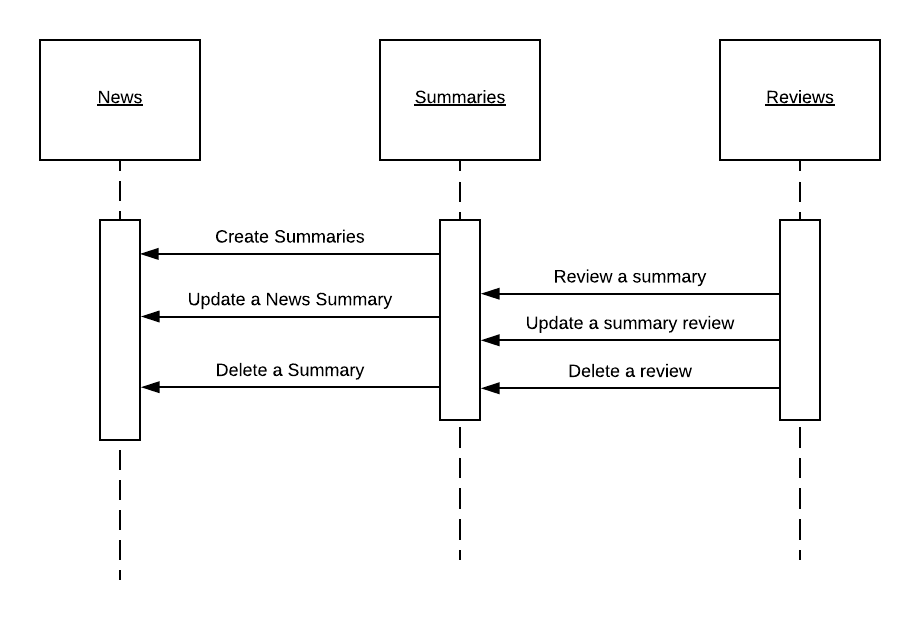 News
Summaries
Reviews
Create Summaries
Review a summary
Update a News Summary
Update a summary review
Delete a Summary
Delete a review